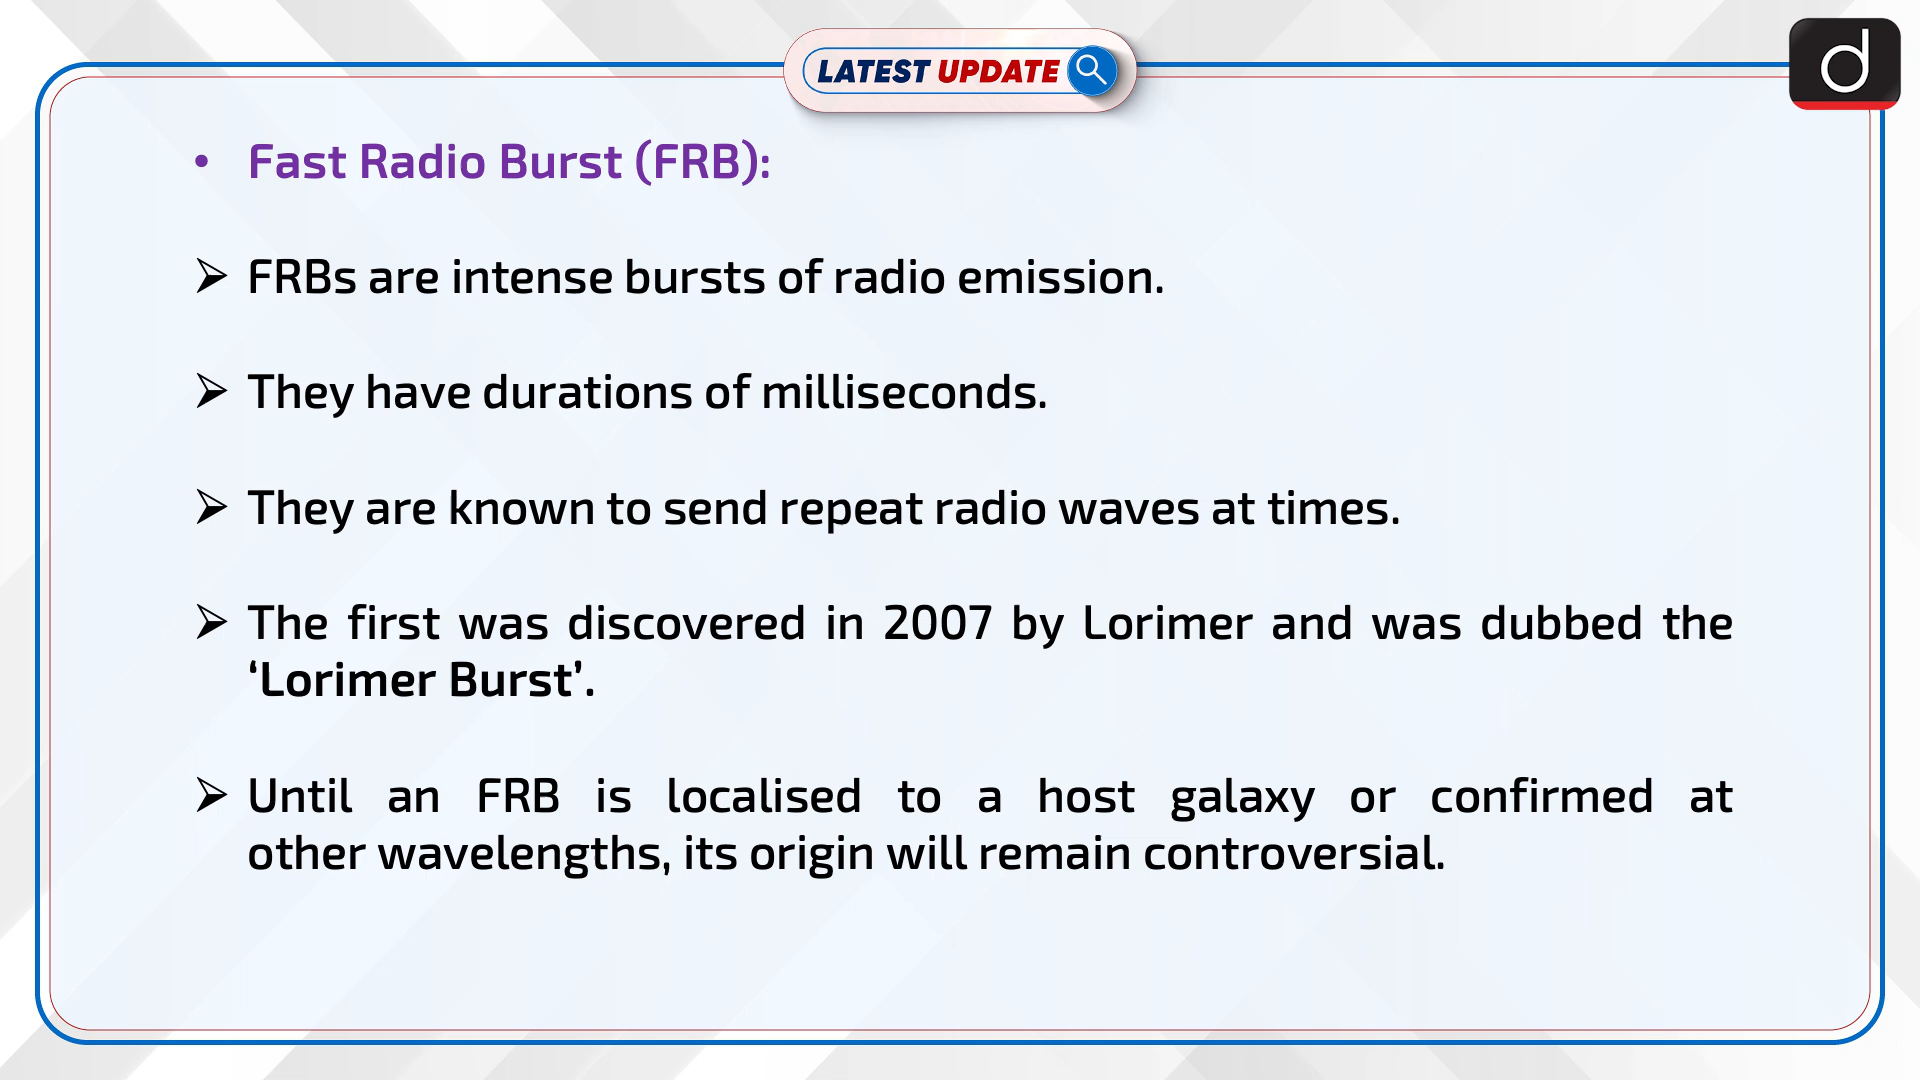 LATEST UPDATE
d
• Fast Radio Burst (FRB):
➢ FRBs are intense bursts of radio emission.
➢ They have durations of milliseconds.
➢ They are known to send repeat radio waves at times.
➢ The first was discovered in 2007 by Lorimer and was dubbed the
‘Lorimer Burst’.
➢ Until an FRB is localised to a host galaxy or confirmed at
other wavelengths, its origin will remain controversial.